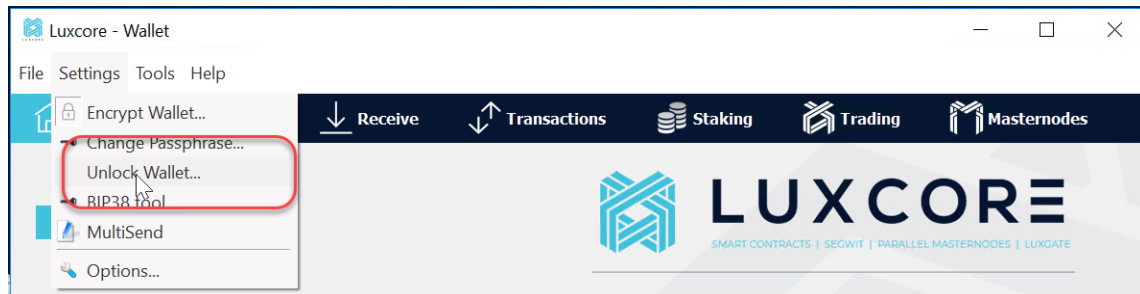 Luxcore - Wallet
File Settings Tools Help
Encrypt Wallet...
Receive Transactions Staking Trading Masternodes
Change Passphrase...
Unlock Wallet...
BIP38 tool
MultiSend
Options...
LUXCORE
SMART CONTRACTS | SEGWIT | PARALLEL MASTERNODES | LUXGATE